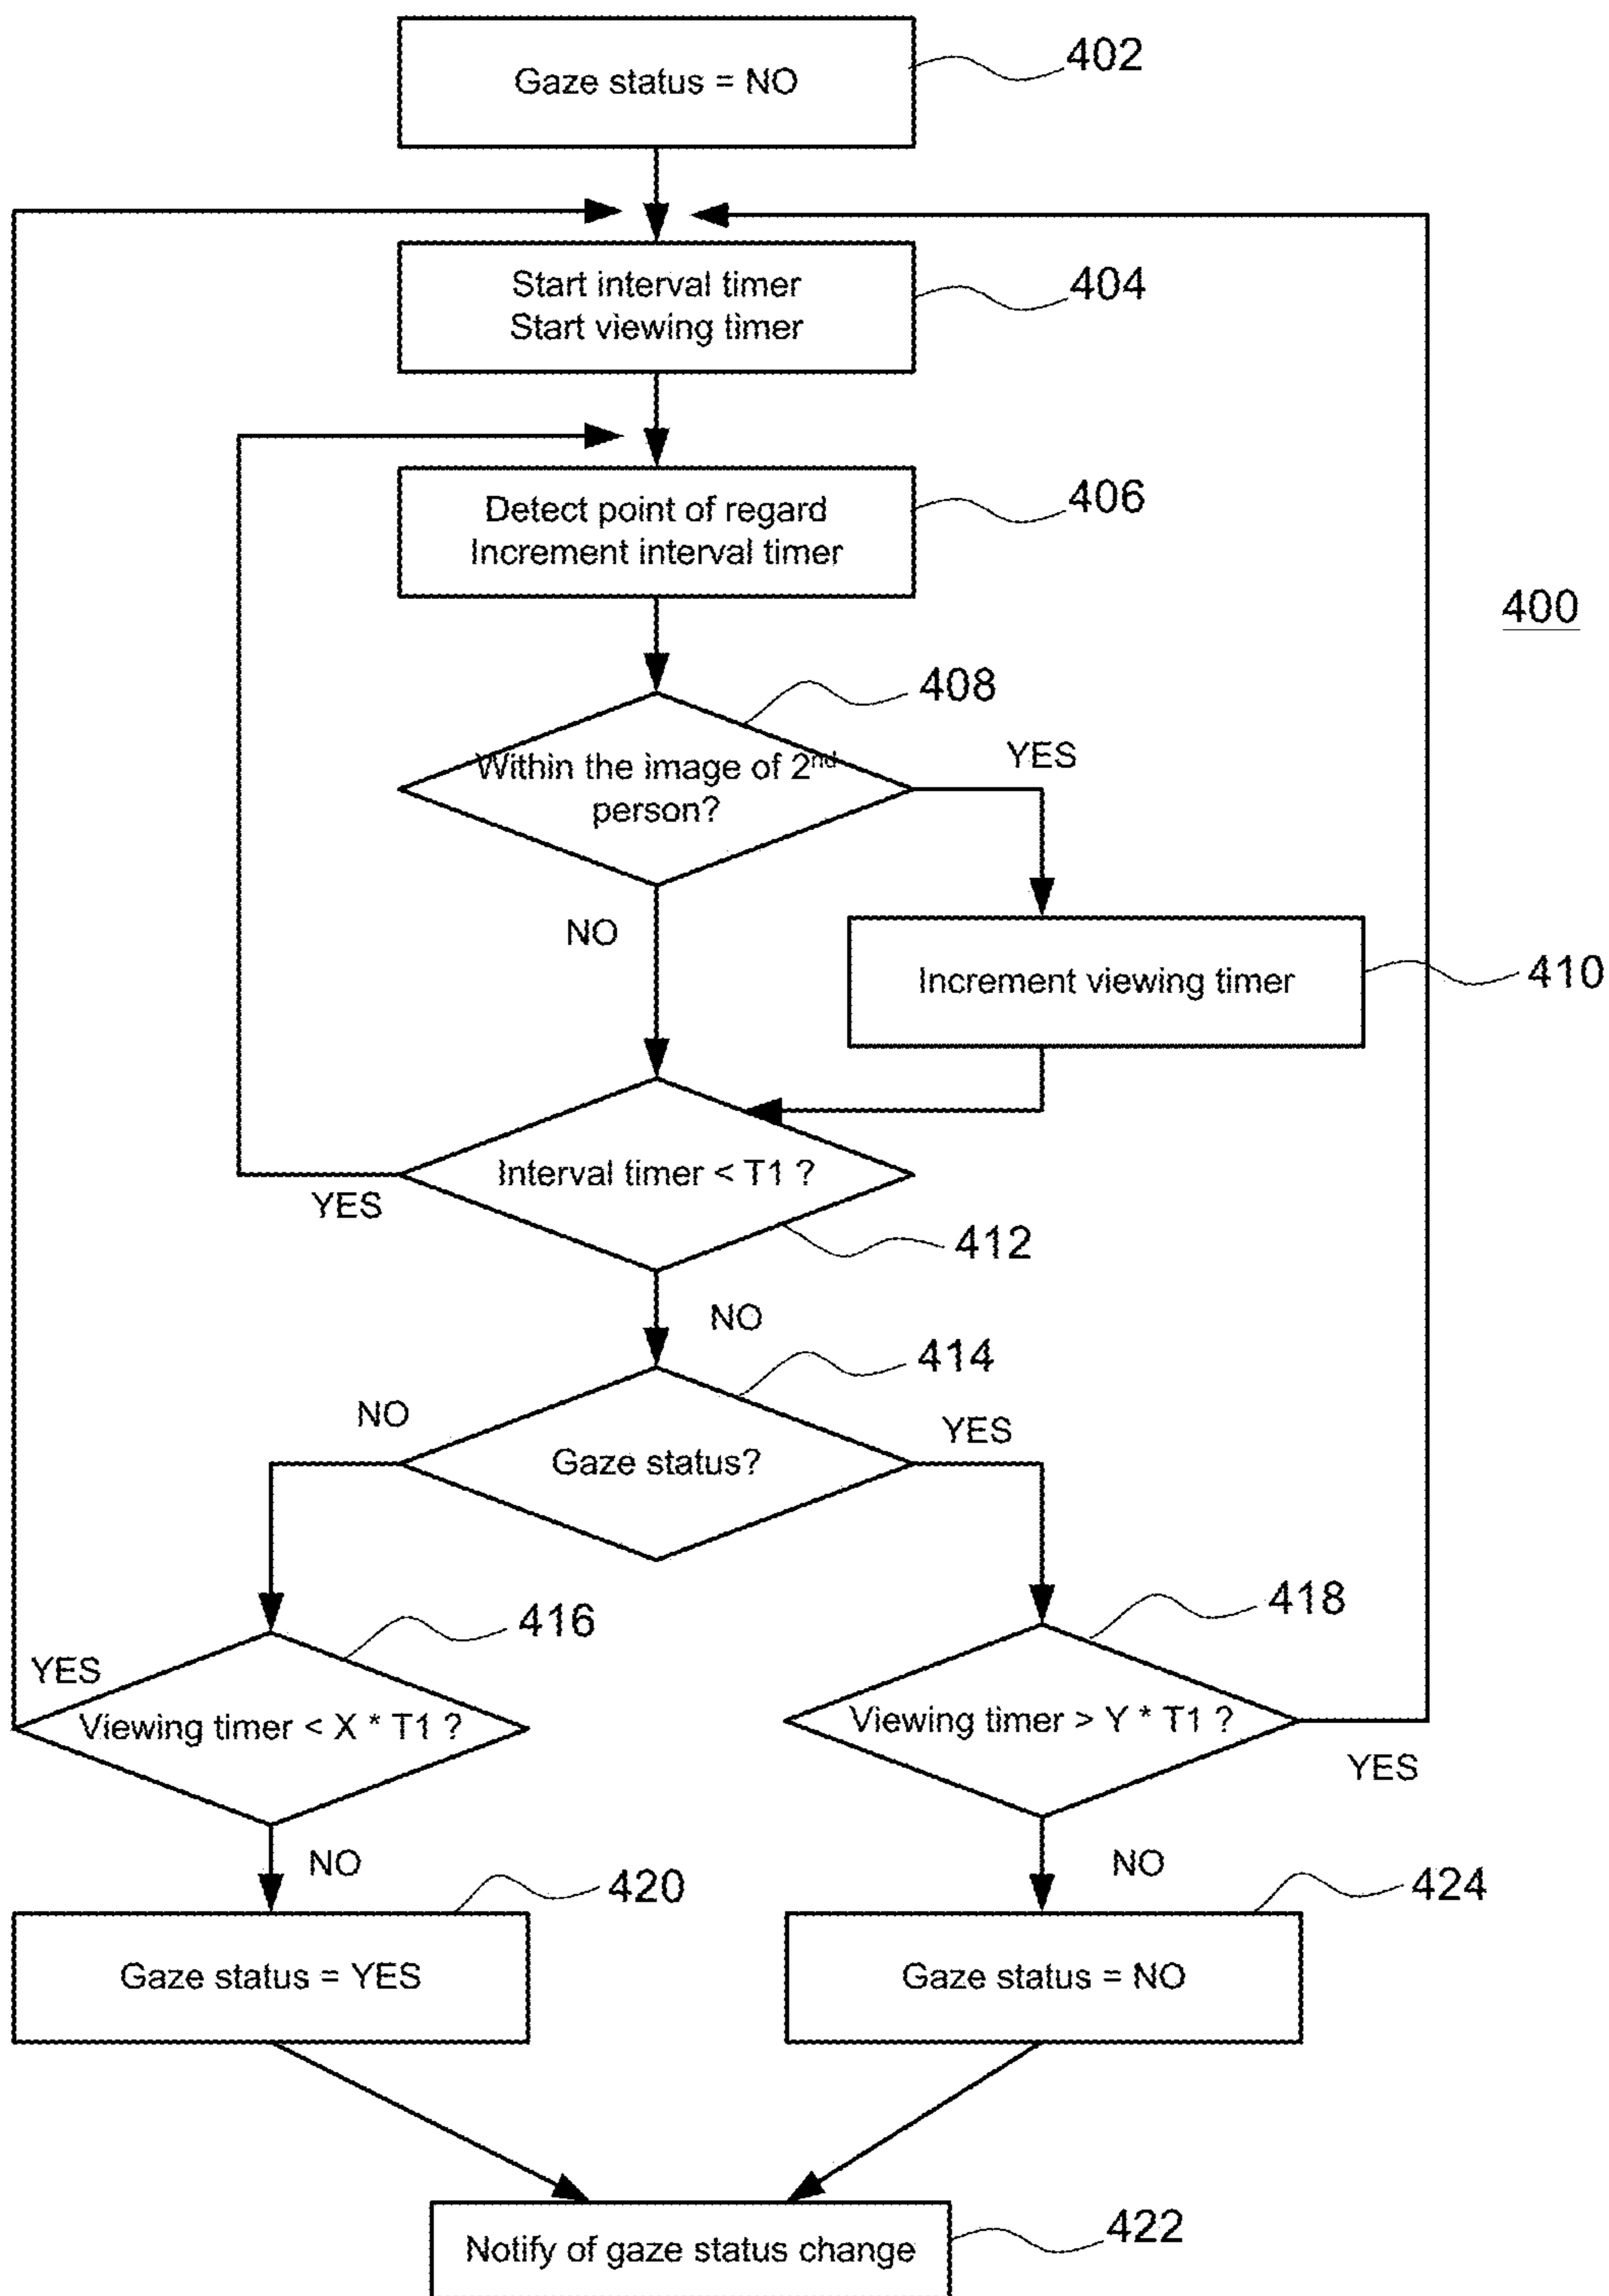 Gaze status = NO
402
Start interval timer
Start viewing timer
404
Detect point of regard
Increment interval timer
406
400
408
Within the image of 2nd
person?
YES
NO
Increment viewing timer
410
Interval timer < T1 ?
YES
412
NO
414
NO
YES
Gaze status?
416
418
YES
Viewing timer < X * T1 ?
Viewing timer > Y * T1 ?
YES
NO
NO
420
424
Gaze status = YES
Gaze status = NO
422
Notify of gaze status change